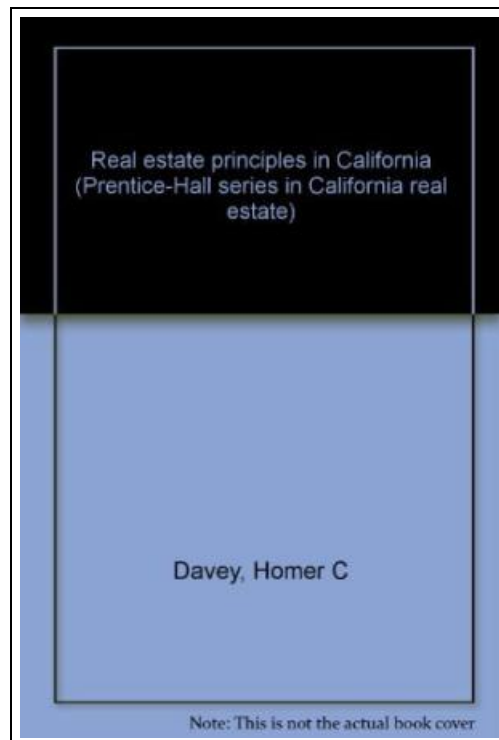 Real estate principles in California
(Prentice-Hall series in California real
estate)
Davey, Homer C
Note: This is not the actual book cover